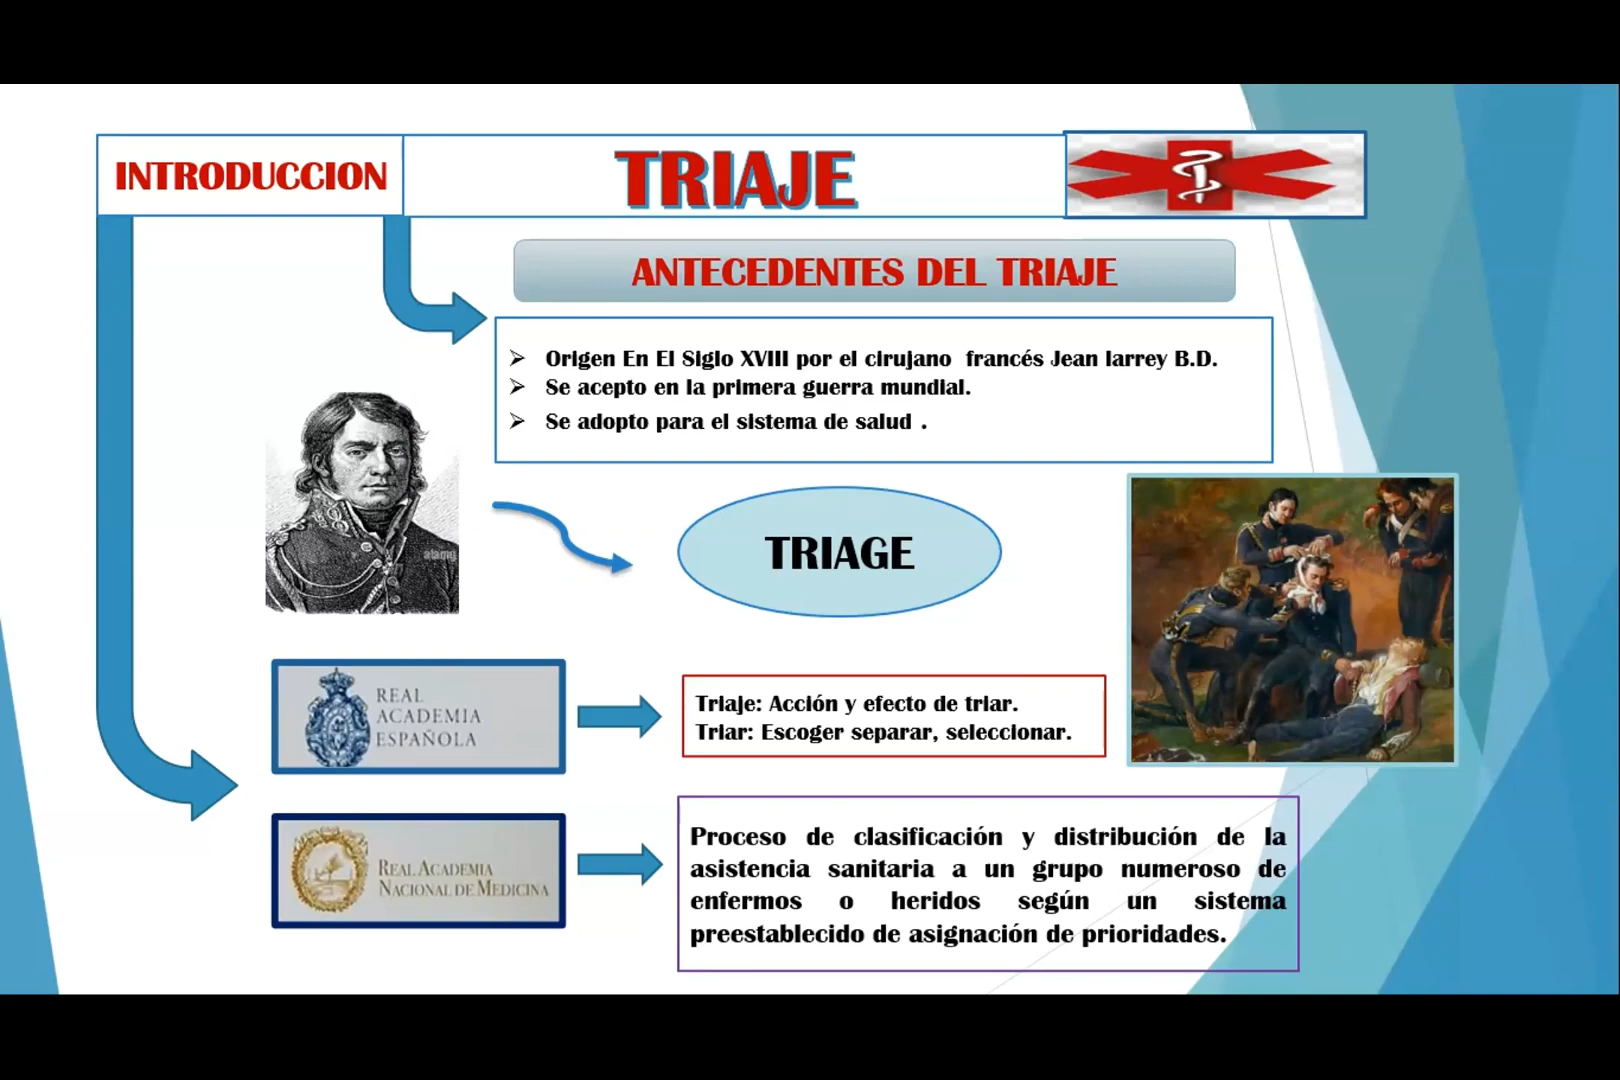 INTRODUCCION
TRIAJE
ANTECEDENTES DEL TRIAJE
➢ Origen En El Siglo XVIII por el cirujano francés Jean larrey B.D.
➢ Se acepto en la primera guerra mundial.
➢ Se adopto para el sistema de salud .
alamy
TRIAGE
REAL
ACADEMIA
ESPAÑOLA
Triaje: Acción y efecto de triar.
Triar: Escoger separar, seleccionar.
REAL ACADEMIA
NACIONAL DE MEDICINA
Proceso de clasificación y distribución de la
asistencia sanitaria a un grupo numeroso de
enfermos o heridos según un sistema
preestablecido de asignación de prioridades.